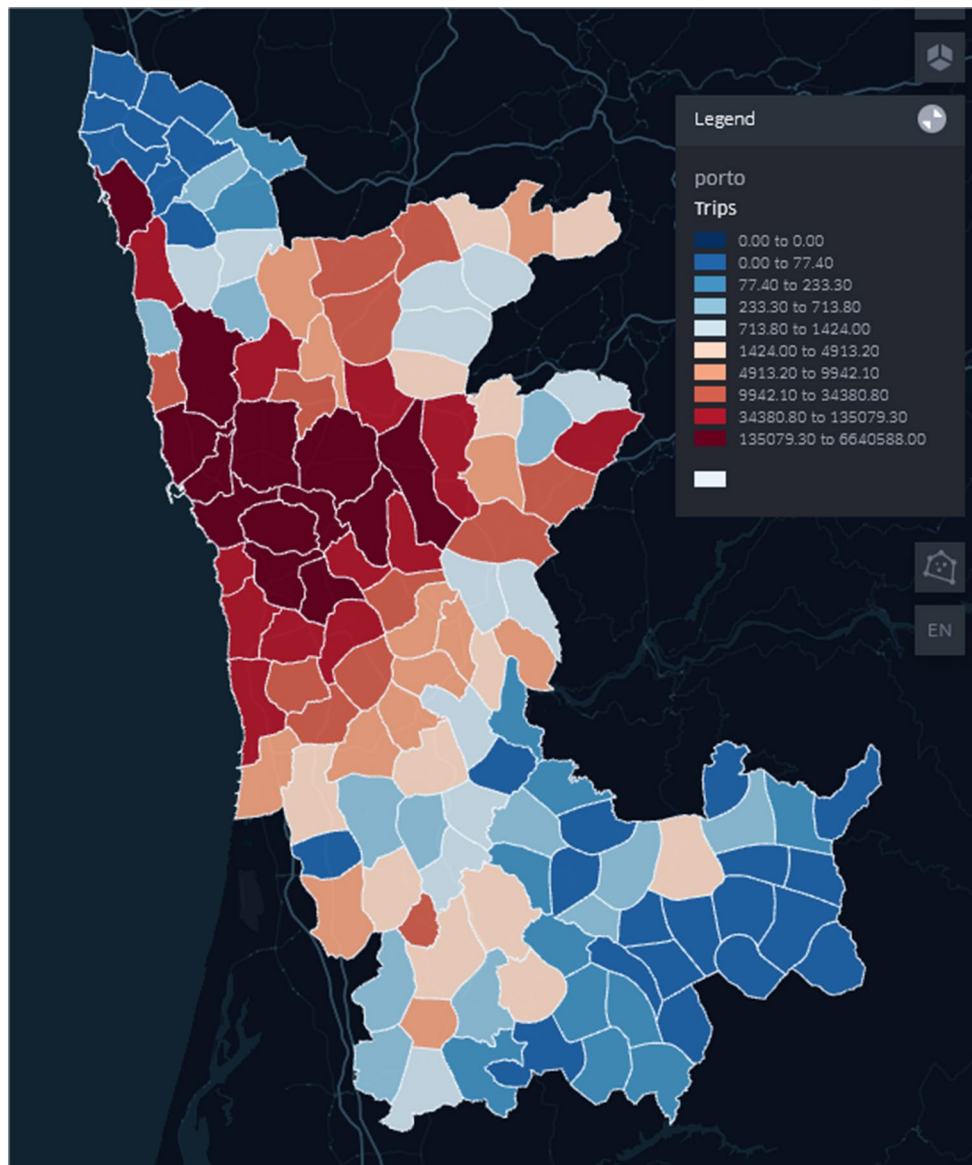 Legend
porto
Trips
0.00 to 0.00
0.00 to 77.40
77.40 to 233.30
233.30 to 713.80
713.80 to 1424.00
1424.00 to 4913.20
4913.20 to 9942.10
9942.10 to 34380.80
34380.80 to 135079.30
135079.30 to 6640588.00
EN